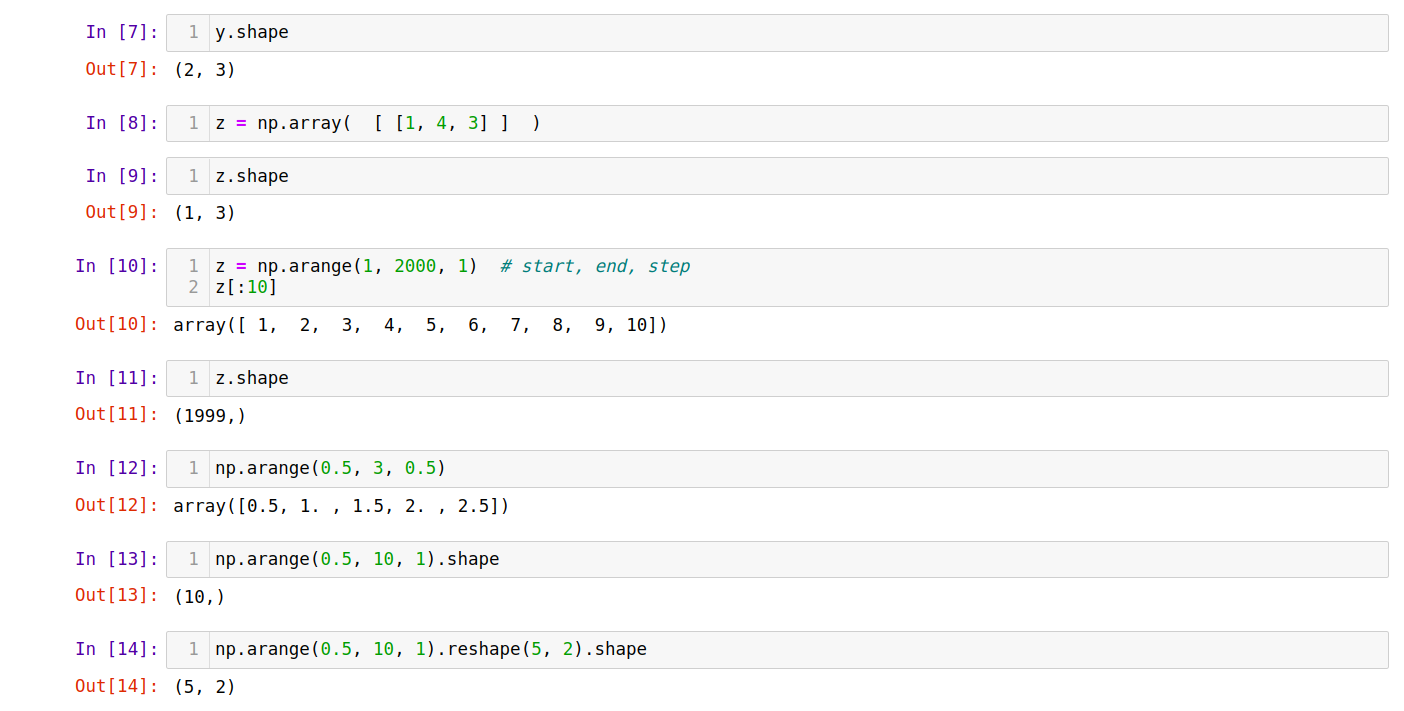 In [7]: 1 y.shape
Out[7]: (2, 3)
In [8]: 1 z = np.array(  [ [1, 4, 3] ]  )
In [9]: 1 z.shape
Out[9]: (1, 3)
In [10]: 1 z = np.arange(1, 2000, 1)  # start, end, step
2 z[:10]
Out[10]: array([ 1,  2,  3,  4,  5,  6,  7,  8,  9, 10])
In [11]: 1 z.shape
Out[11]: (1999,)
In [12]: 1 np.arange(0.5, 3, 0.5)
Out[12]: array([0.5, 1. , 1.5, 2. , 2.5])
In [13]: 1 np.arange(0.5, 10, 1).shape
Out[13]: (10,)
In [14]: 1 np.arange(0.5, 10, 1).reshape(5, 2).shape
Out[14]: (5, 2)